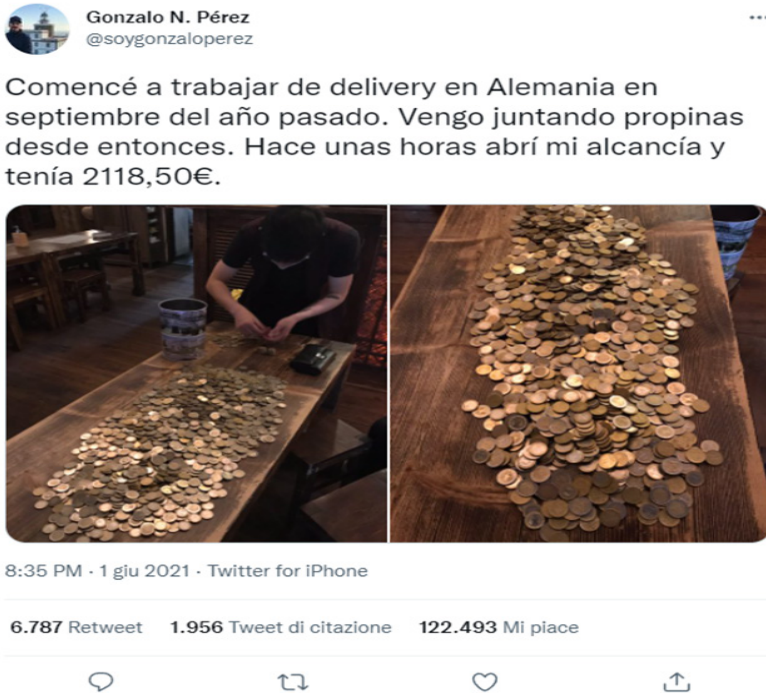 Gonzalo N. Pérez
@soygonzaloperez
Comencé a trabajar de delivery en Alemania en
septiembre del año pasado. Vengo juntando propinas
desde entonces. Hace unas horas abrí mi alcancía y
tenía 2118,50€.
8:35 PM · 1 giu 2021 · Twitter for iPhone
6.787 Retweet 1.956 Tweet di citazione 122.493 Mi piace